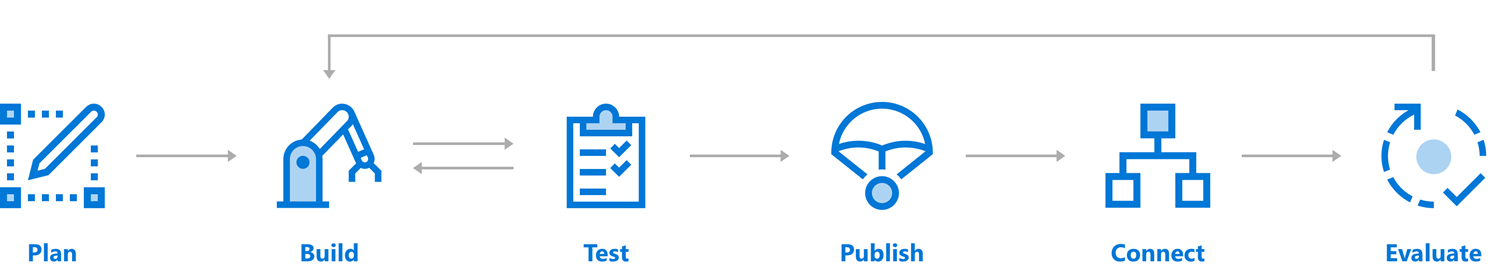 Plan
Build
Test
Publish
Connect
Evaluate